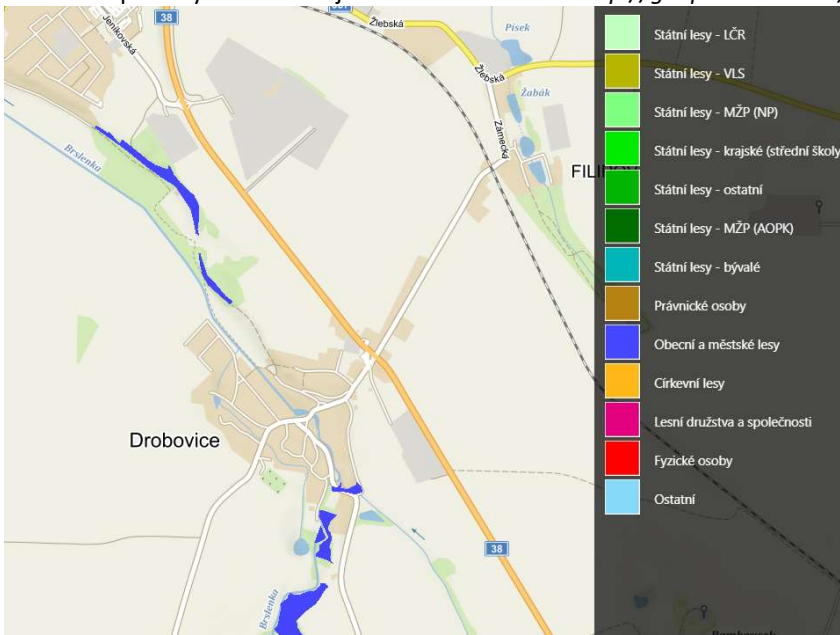 38
Jeníkovská
Žlebská
Písek
Žlebská
Žabák
Zámecká
Brslenka
Drobovice
38
Brslenka
Státní lesy - LČR
Státní lesy - VLS
Státní lesy - MŽP (NP)
Státní lesy - krajské (střední školy
Státní lesy - ostatní
Státní lesy - MŽP (AOPK)
Státní lesy - bývalé
Právnické osoby
Obecní a městské lesy
Církevní lesy
Lesní družstva a společnosti
Fyzické osoby
Ostatní